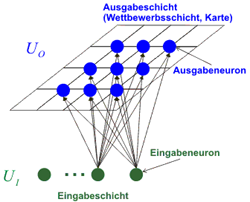 Ausgabeschicht
(Wettbewerbsschicht, Karte)
U_O
Ausgabeneuron
Eingabeneuron
U_I
Eingabeschicht